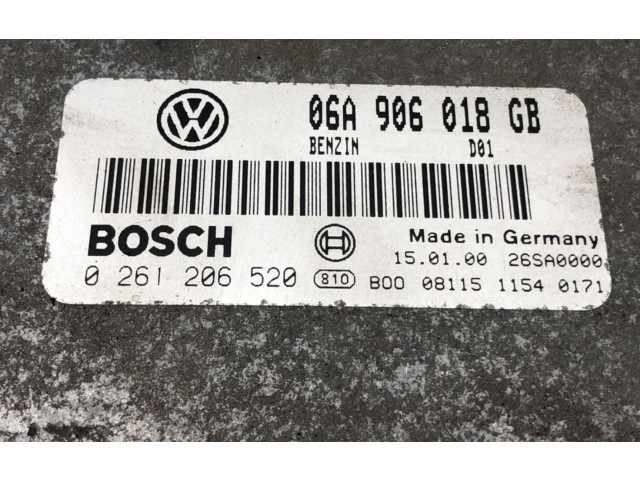 06A 906 018 GB
BENZIN D01
BOSCH Made in Germany
15.01.00 26SA0000
0 261 206 520 810 B00 08115 1154 0171